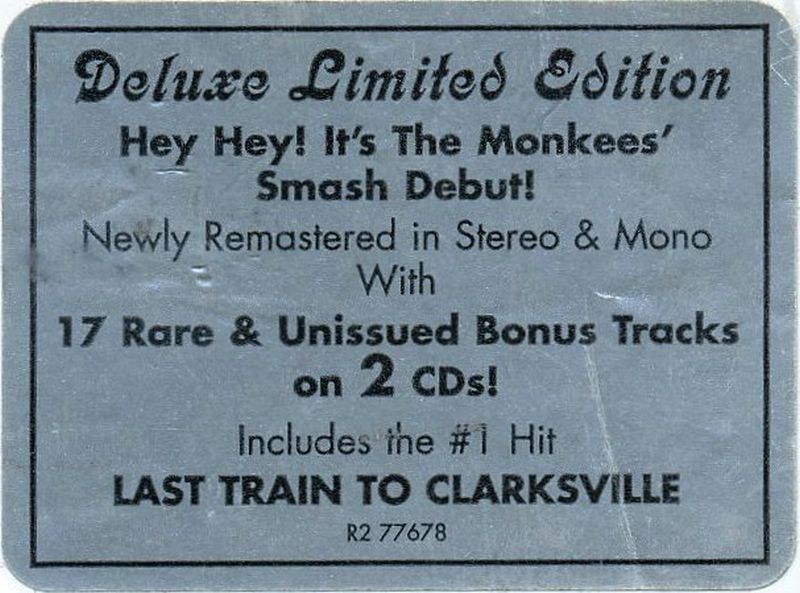 Deluxe Limited Edition
Hey Hey! It's The Monkees'
Smash Debut!
Newly Remastered in Stereo & Mono
With
17 Rare & Unissued Bonus Tracks
on 2 CDs!
Includes the #1 Hit
LAST TRAIN TO CLARKSVILLE
R2 77678